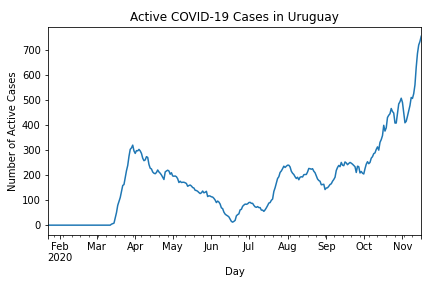 Active COVID-19 Cases in Uruguay
Number of Active Cases
700
600
500
400
300
200
100
0
Feb Mar Apr May Jun Jul Aug Sep Oct Nov
2020
Day